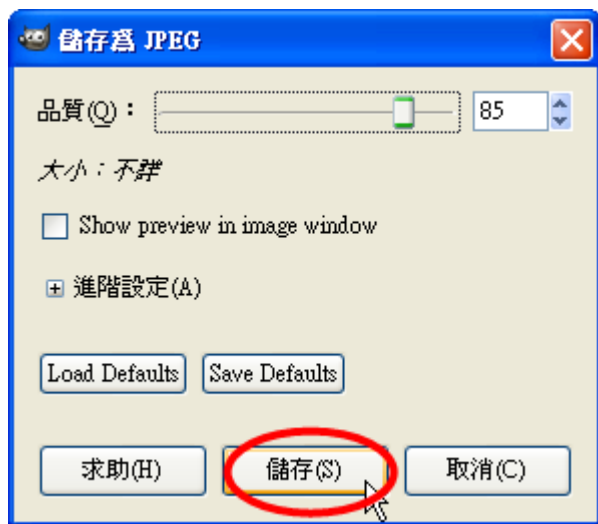 儲存為 JPEG
品質(Q)： 85
大小：不詳
Show preview in image window
進階設定(A)
Load Defaults Save Defaults
求助(H) 儲存(S) 取消(C)